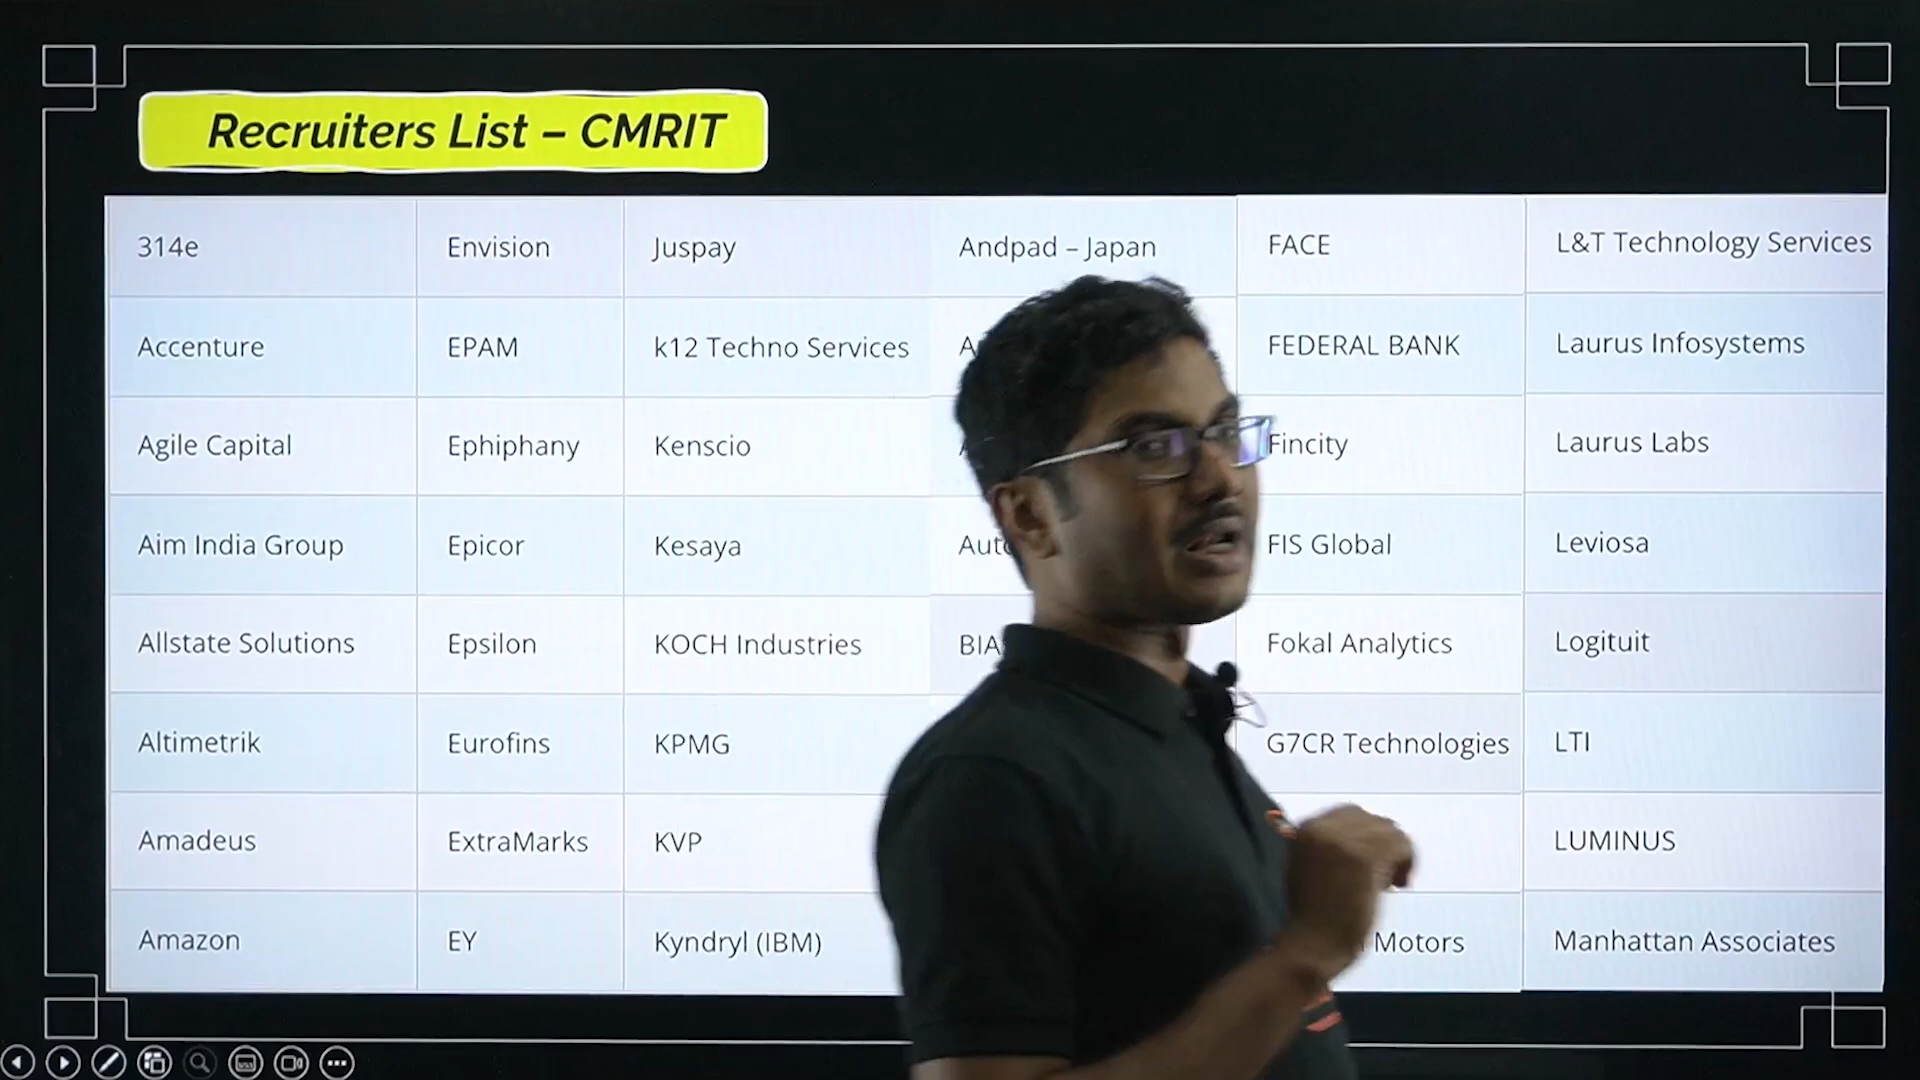 Recruiters List – CMRIT
314e Envision Juspay Andpad – Japan FACE L&T Technology Services
Accenture EPAM k12 Techno Services FEDERAL BANK Laurus Infosystems
Agile Capital Ephiphany Kenscio Fincity Laurus Labs
Aim India Group Epicor Kesaya FIS Global Leviosa
Allstate Solutions Epsilon KOCH Industries Fokal Analytics Logituit
Altimetrik Eurofins KPMG G7CR Technologies LTI
Amadeus ExtraMarks KVP LUMINUS
Amazon EY Kyndryl (IBM) Motors Manhattan Associates